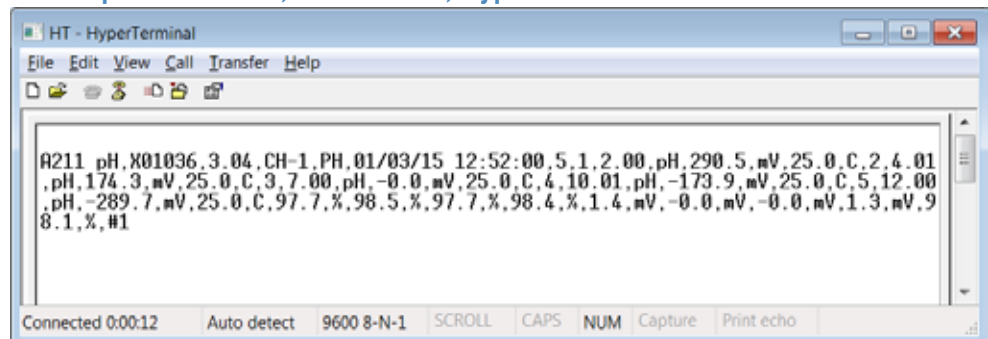 HT - HyperTerminal
File Edit View Call Transfer Help
A211 pH,X01036,3.04,CH-1,PH,01/03/15 12:52:00,5,1,2.00,pH,290.5,mV,25.0,C,2,4.01
,pH,174.3,mV,25.0,C,3,7.00,pH,-0.0,mV,25.0,C,4,10.01,pH,-173.9,mV,25.0,C,5,12.00
,pH,-289.7,mV,25.0,C,97.7,%,98.5,%,97.7,%,98.4,%,1.4,mV,-0.0,mV,-0.0,mV,1.3,mV,9
8.1,%,#1
Connected 0:00:12 Auto detect 9600 8-N-1 SCROLL CAPS NUM Capture Print echo